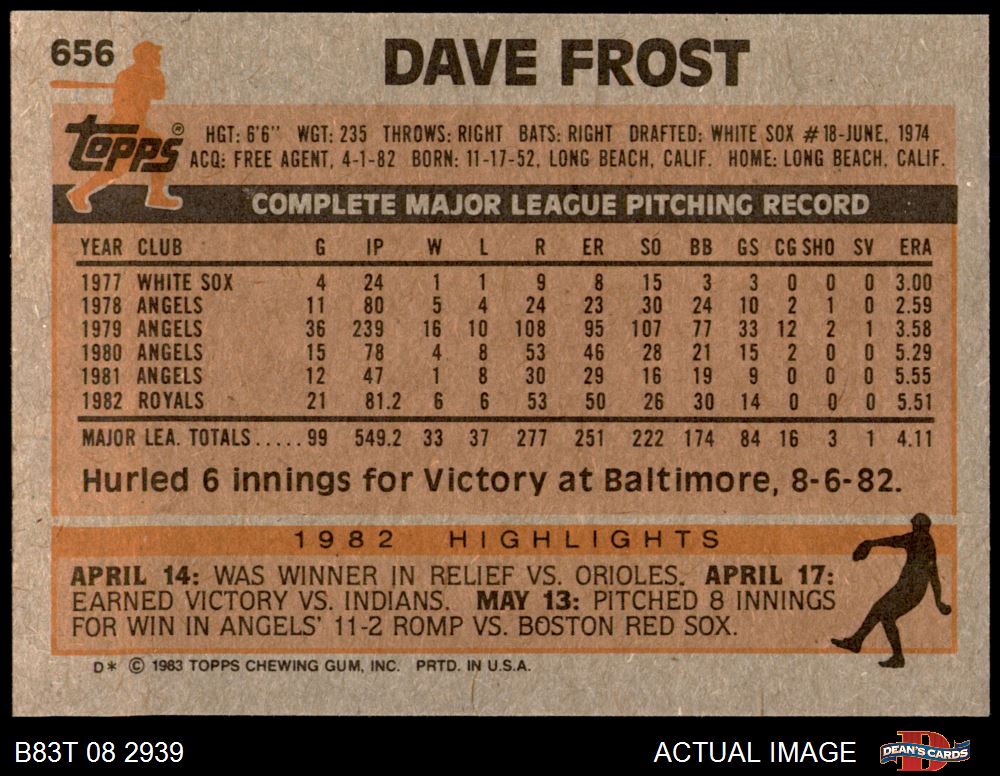 656
DAVE FROST
Topps®
HGT: 6'6" WGT: 235 THROWS: RIGHT BATS: RIGHT DRAFTED: WHITE SOX #18-JUNE, 1974
ACQ: FREE AGENT, 4-1-82 BORN: 11-17-52, LONG BEACH, CALIF. HOME: LONG BEACH, CALIF.
COMPLETE MAJOR LEAGUE PITCHING RECORD
YEAR CLUB G IP W L R ER SO BB GS CG SHO SV ERA
1977 WHITE SOX 4 24 1 1 9 8 15 3 3 0 0 0 3.00
1978 ANGELS 11 80 5 4 24 23 30 24 10 2 1 0 2.59
1979 ANGELS 36 239 16 10 108 95 107 77 33 12 2 1 3.58
1980 ANGELS 15 78 4 8 53 46 28 21 15 2 0 0 5.29
1981 ANGELS 12 47 1 8 30 29 16 19 9 0 0 0 5.55
1982 ROYALS 21 81.2 6 6 53 50 26 30 14 0 0 0 5.51
MAJOR LEA. TOTALS..... 99 549.2 33 37 277 251 222 174 84 16 3 1 4.11
Hurled 6 innings for Victory at Baltimore, 8-6-82.
1982 HIGHLIGHTS
APRIL 14: WAS WINNER IN RELIEF VS. ORIOLES. APRIL 17:
EARNED VICTORY VS. INDIANS. MAY 13: PITCHED 8 INNINGS
FOR WIN IN ANGELS' 11-2 ROMP VS. BOSTON RED SOX.
D* © 1983 TOPPS CHEWING GUM, INC. PRTD. IN U.S.A.
B83T 08 2939
ACTUAL IMAGE
D
DEAN'S CARDS